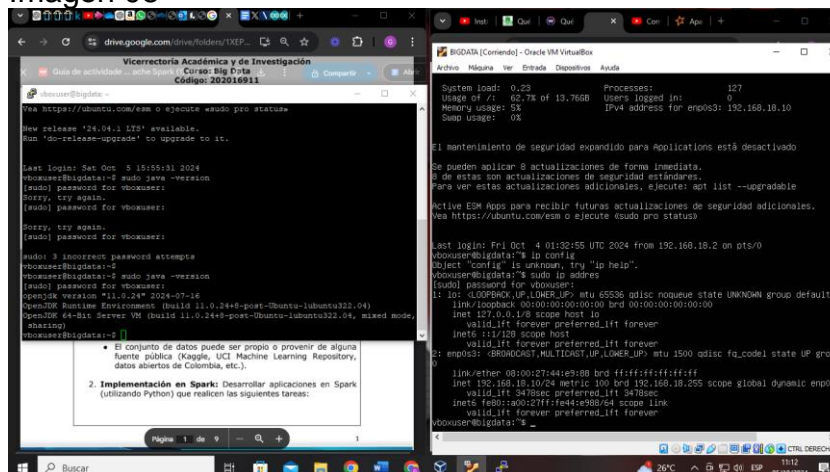 Imagen 03
drive.google.com/drive/folders/1XEP...
Vicerrectoría Académica y de Investigación
Curso: Big Data
Código: 202016911
Compartir
vboxuser@bigdata: ~
Vea https://ubuntu.com/esm o ejecute «sudo pro status»
New release '24.04.1 LTS' available.
Run 'do-release-upgrade' to upgrade to it.
Last login: Sat Oct  5 15:55:31 2024
vboxuser@bigdata:~$ sudo java -version
[sudo] password for vboxuser:
Sorry, try again.
[sudo] password for vboxuser:
Sorry, try again.
[sudo] password for vboxuser:
sudo: 3 incorrect password attempts
vboxuser@bigdata:~$
vboxuser@bigdata:~$ sudo java -version
[sudo] password for vboxuser:
openjdk version "11.0.24" 2024-07-16
OpenJDK Runtime Environment (build 11.0.24+8-post-Ubuntu-1ubuntu322.04)
OpenJDK 64-Bit Server VM (build 11.0.24+8-post-Ubuntu-1ubuntu322.04, mixed mode,
sharing)
vboxuser@bigdata:~$
El conjunto de datos puede ser propio o provenir de alguna
fuente pública (Kaggle, UCI Machine Learning Repository,
datos abiertos de Colombia, etc.).
2. Implementación en Spark: Desarrollar aplicaciones en Spark
(utilizando Python) que realicen las siguientes tareas:
Página 1 de 9
1
BIGDATA [Corriendo] - Oracle VM VirtualBox
Archivo Máquina Ver Entrada Dispositivos Ayuda
System load: 0.23 Processes: 127
Usage of /: 62.7% of 13.76GB Users logged in: 0
Memory usage: 5% IPv4 address for enp0s3: 192.168.18.10
Swap usage: 0%
El mantenimiento de seguridad expandido para Applications está desactivado
Se pueden aplicar 8 actualizaciones de forma inmediata.
8 de estas son actualizaciones de seguridad estándares.
Para ver estas actualizaciones adicionales, ejecute: apt list --upgradable
Active ESM Apps para recibir futuras actualizaciones de seguridad adicionales.
Vea https://ubuntu.com/esm o ejecute «sudo pro status»
Last login: Fri Oct  4 01:32:55 UTC 2024 from 192.168.18.2 on pts/0
vboxuser@bigdata:~$ ip config
Object "config" is unknown, try "ip help".
vboxuser@bigdata:~$ sudo ip addres
[sudo] password for vboxuser:
1: lo: <LOOPBACK,UP,LOWER_UP> mtu 65536 qdisc noqueue state UNKNOWN group default
link/loopback 00:00:00:00:00:00 brd 00:00:00:00:00:00
inet 127.0.0.1/8 scope host lo
valid_lft forever preferred_lft forever
inet6 ::1/128 scope host
valid_lft forever preferred_lft forever
2: enp0s3: <BROADCAST,MULTICAST,UP,LOWER_UP> mtu 1500 qdisc fq_codel state UP gro
0
link/ether 08:00:27:44:e9:88 brd ff:ff:ff:ff:ff:ff
inet 192.168.18.10/24 metric 100 brd 192.168.18.255 scope global dynamic enp0
valid_lft 3478sec preferred_lft 3478sec
inet6 fe80::a00:27ff:fe44:e988/64 scope link
valid_lft forever preferred_lft forever
vboxuser@bigdata:~$ _
CTRL DERECH
Buscar
26°C
ESP
11:12